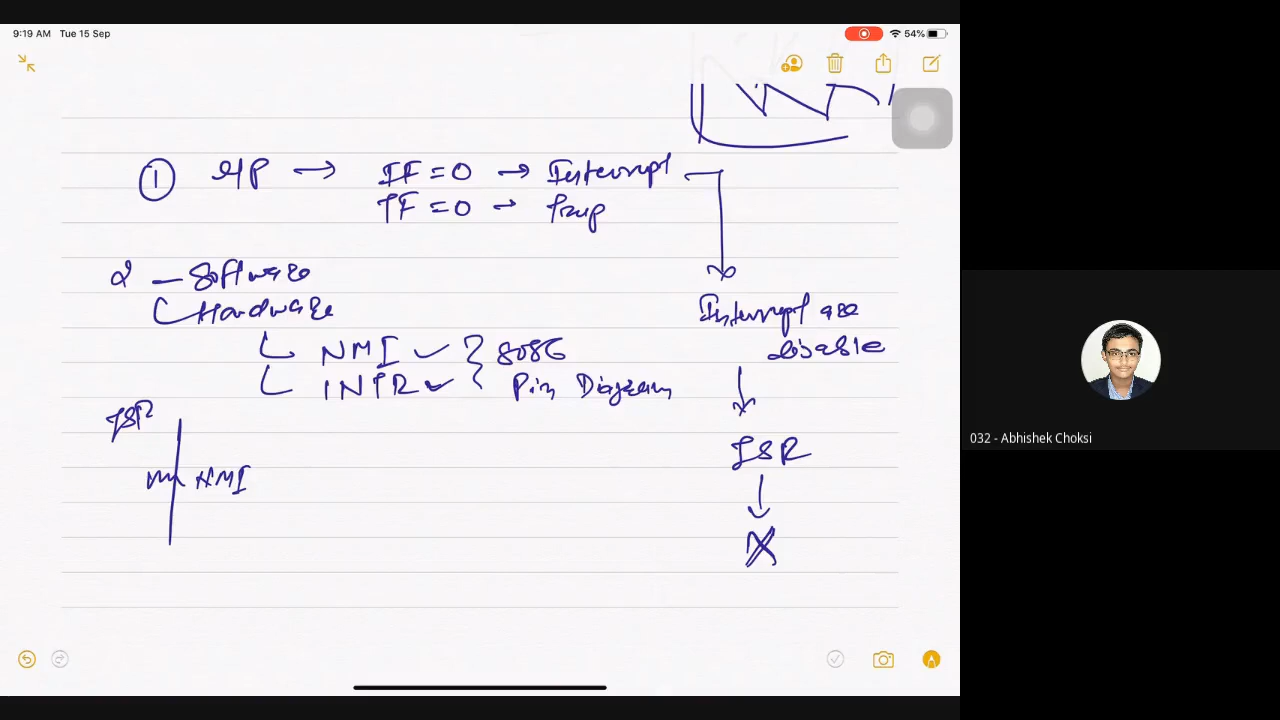 9:19 AM Tue 15 Sep
54%
1 μP → IF = 0 → Interrupt
TF = 0 → Trap
2 — Software
Hardware
Interrupt are
disable
NMI ✓ } 8086
INTR ✓ } Pin Diagram
ISR
ISR
NMI
X
032 - Abhishek Choksi